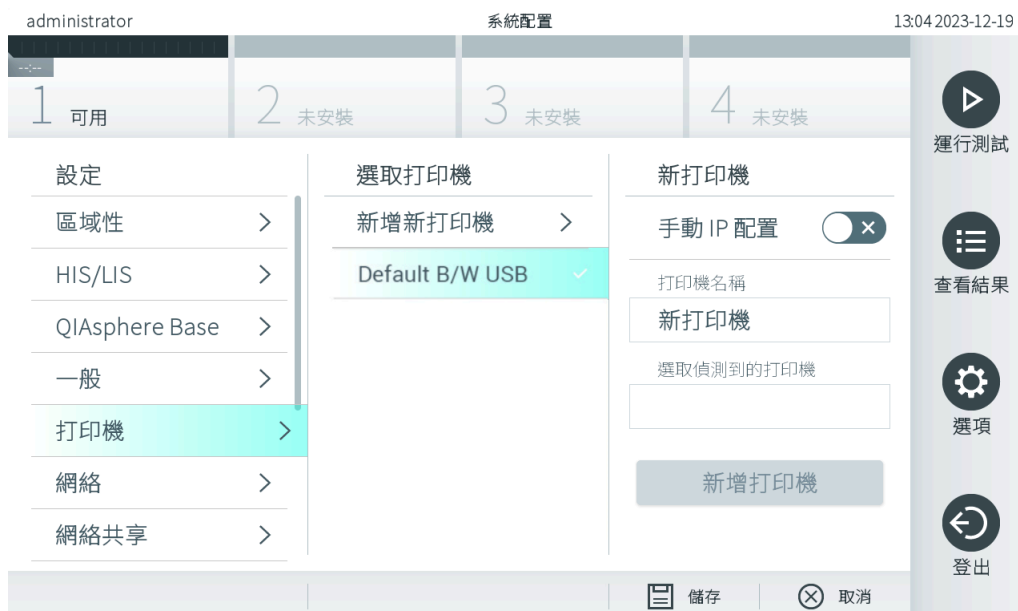 administrator
系統配置
13:04 2023-12-19
--:--
1 可用
2 未安裝
3 未安裝
4 未安裝
運行測試
查看結果
選項
登出
設定
區域性
HIS/LIS
QIAsphere Base
一般
打印機
網絡
網絡共享
選取打印機
新增新打印機
Default B/W USB
新打印機
手動 IP 配置
打印機名稱
新打印機
選取偵測到的打印機
新增打印機
儲存
取消